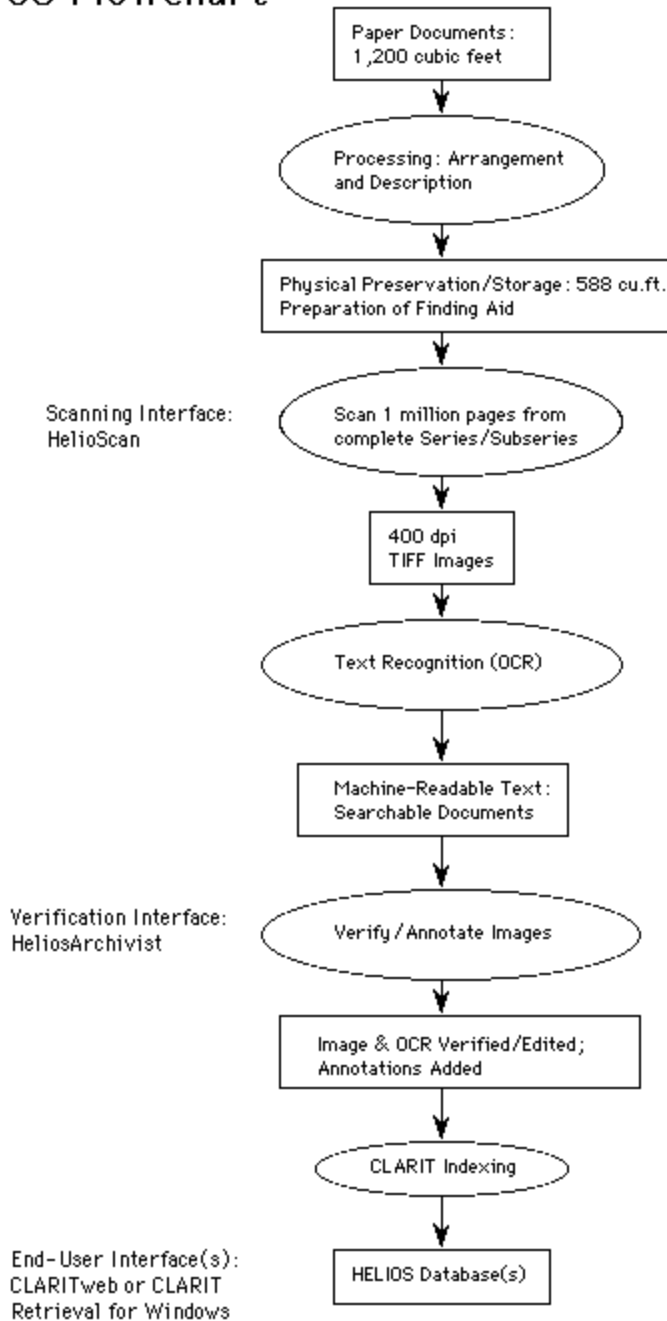 Paper Documents:
1,200 cubic feet
Processing: Arrangement
and Description
Physical Preservation/Storage: 588 cu.ft.
Preparation of Finding Aid
Scanning Interface:
HelioScan
Scan 1 million pages from
complete Series/Subseries
400 dpi
TIFF Images
Text Recognition (OCR)
Machine-Readable Text:
Searchable Documents
Verification Interface:
HeliosArchivist
Verify/Annotate Images
Image & OCR Verified/Edited;
Annotations Added
CLARIT Indexing
End-User Interface(s):
CLARITweb or CLARIT
Retrieval for Windows
HELIOS Database(s)